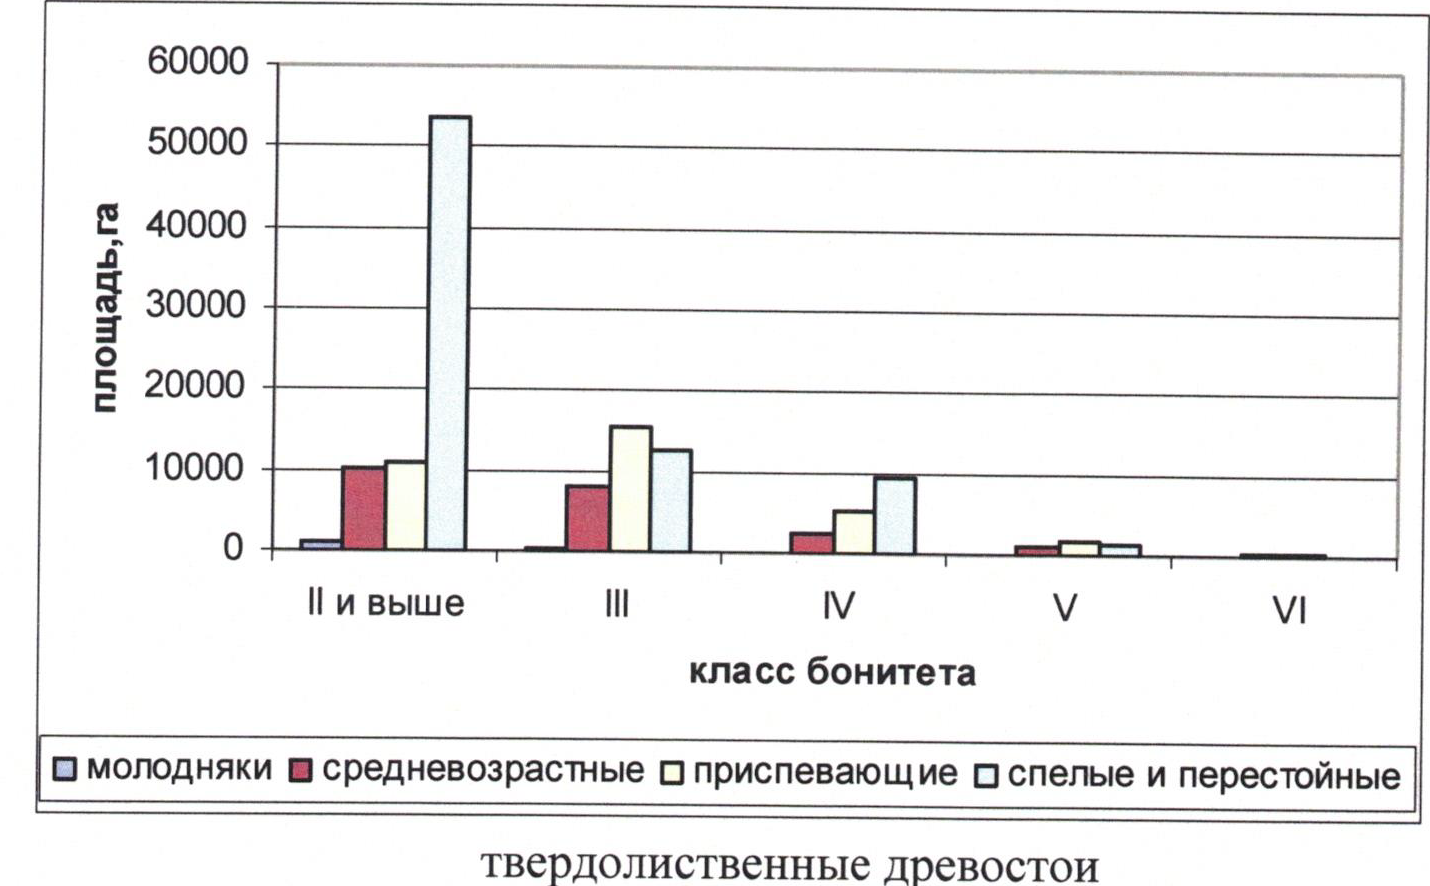 60000
50000
40000
30000
20000
10000
0
площадь,га
II и выше III IV V VI
класс бонитета
молодняки средневозрастные приспевающие спелые и перестойные
твердолиственные древостои